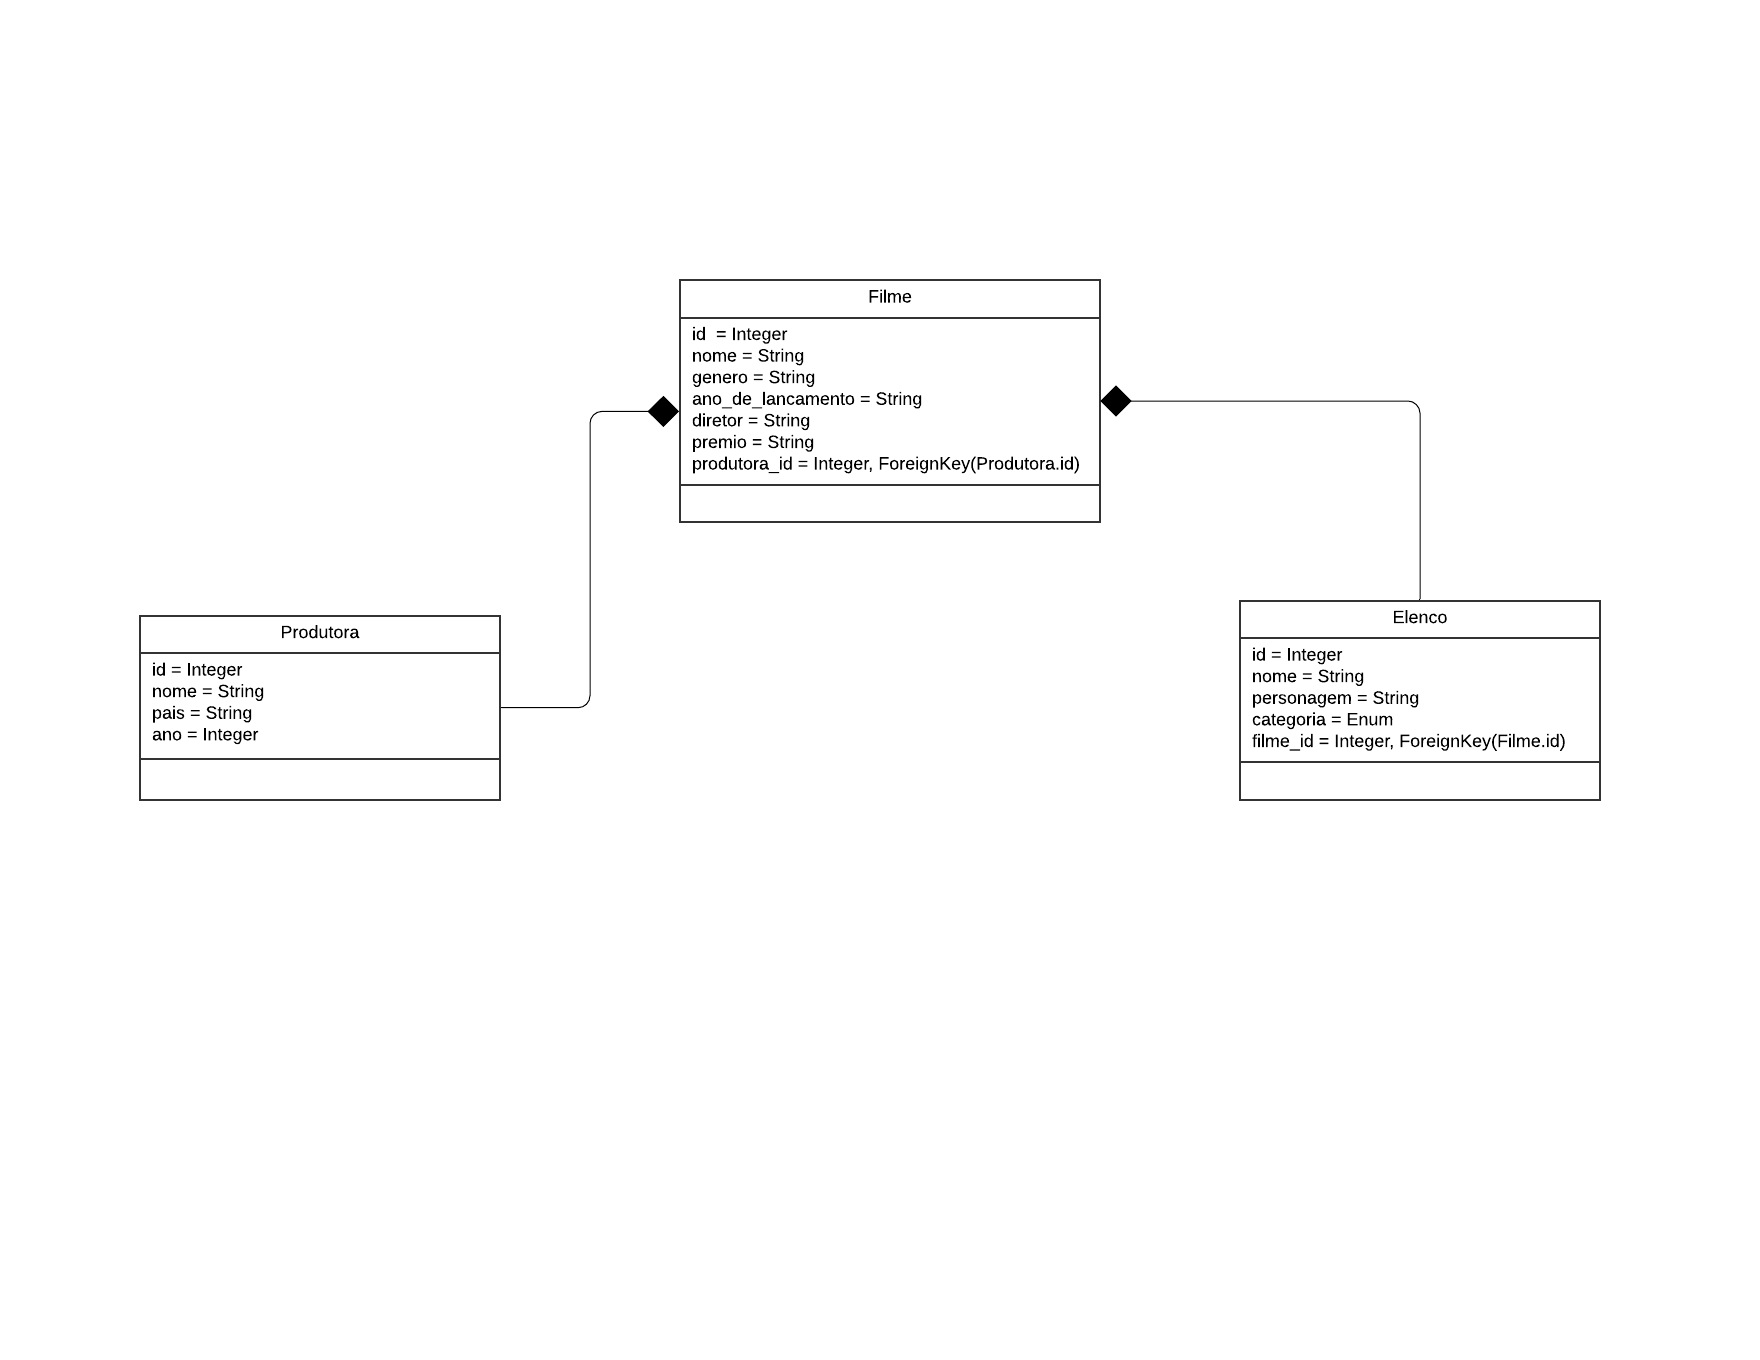 Filme
id  = Integer
nome = String
genero = String
ano_de_lancamento = String
diretor = String
premio = String
produtora_id = Integer, ForeignKey(Produtora.id)
Produtora
id = Integer
nome = String
pais = String
ano = Integer
Elenco
id = Integer
nome = String
personagem = String
categoria = Enum
filme_id = Integer, ForeignKey(Filme.id)